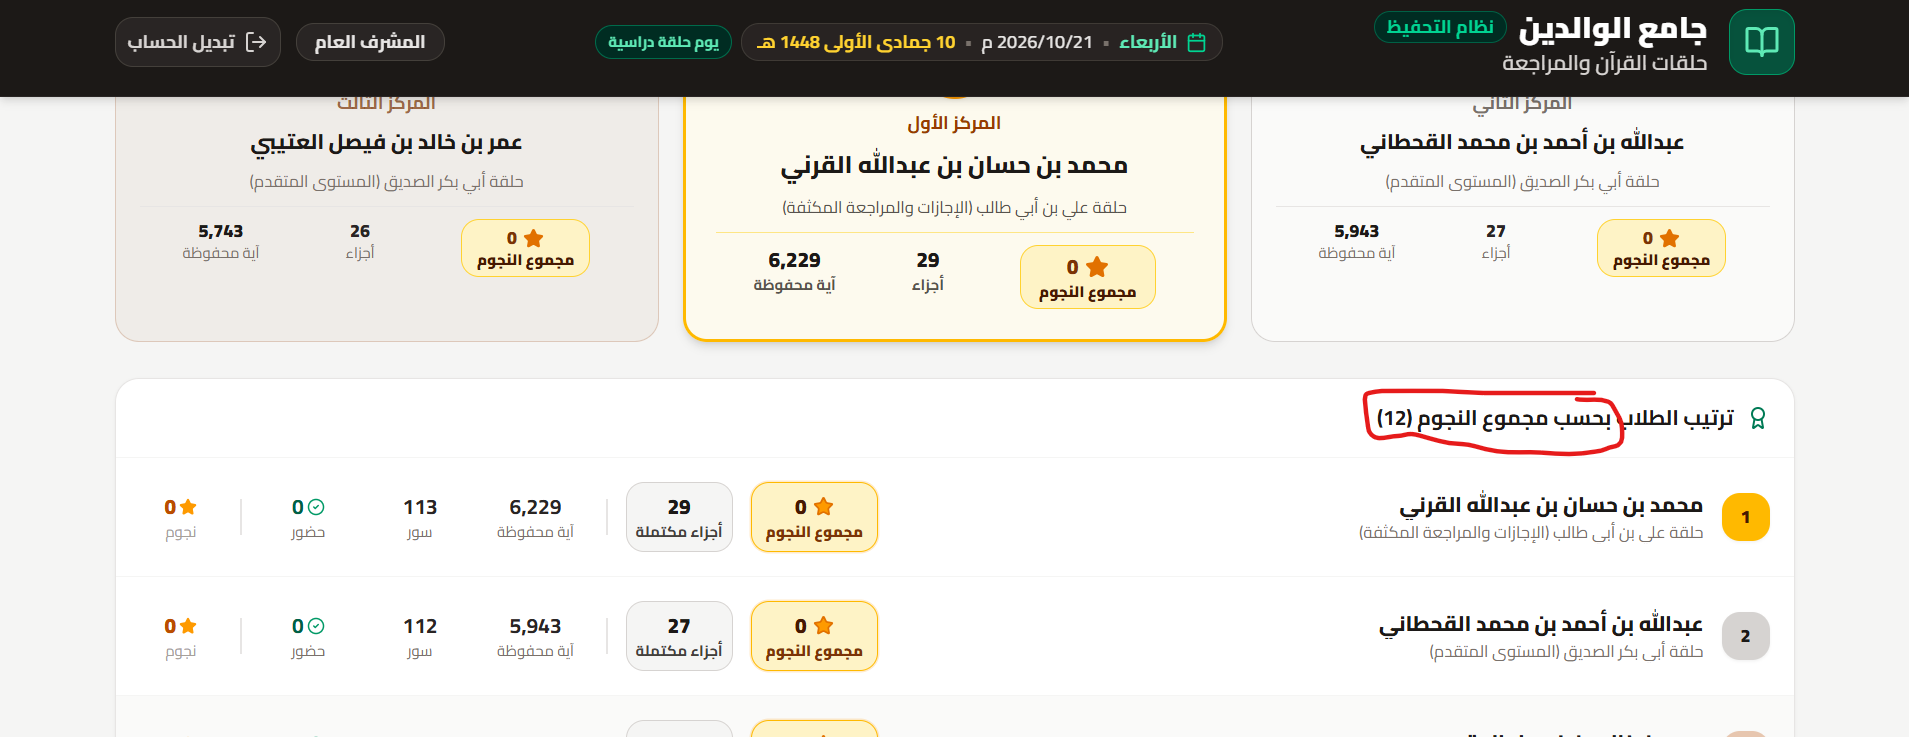 جامع الوالدين
نظام التحفيظ
حلقات القرآن والمراجعة
الأربعاء • 2026/10/21 م • 10 جمادى الأولى 1448 هـ
يوم حلقة دراسية
المشرف العام
تبديل الحساب
المركز الثاني
عبدالله بن أحمد بن محمد القحطاني
حلقة أبي بكر الصديق (المستوى المتقدم)
0
مجموع النجوم
27
أجزاء
5,943
آية محفوظة
المركز الأول
محمد بن حسان بن عبدالله القرني
حلقة علي بن أبي طالب (الإجازات والمراجعة المكثفة)
0
مجموع النجوم
29
أجزاء
6,229
آية محفوظة
المركز الثالث
عمر بن خالد بن فيصل العتيبي
حلقة أبي بكر الصديق (المستوى المتقدم)
0
مجموع النجوم
26
أجزاء
5,743
آية محفوظة
ترتيب الطلاب بحسب مجموع النجوم (12)
1
محمد بن حسان بن عبدالله القرني
حلقة علي بن أبي طالب (الإجازات والمراجعة المكثفة)
0
مجموع النجوم
29
أجزاء مكتملة
6,229
آية محفوظة
113
سور
0
حضور
0
نجوم
2
عبدالله بن أحمد بن محمد القحطاني
حلقة أبي بكر الصديق (المستوى المتقدم)
0
مجموع النجوم
27
أجزاء مكتملة
5,943
آية محفوظة
112
سور
0
حضور
0
نجوم